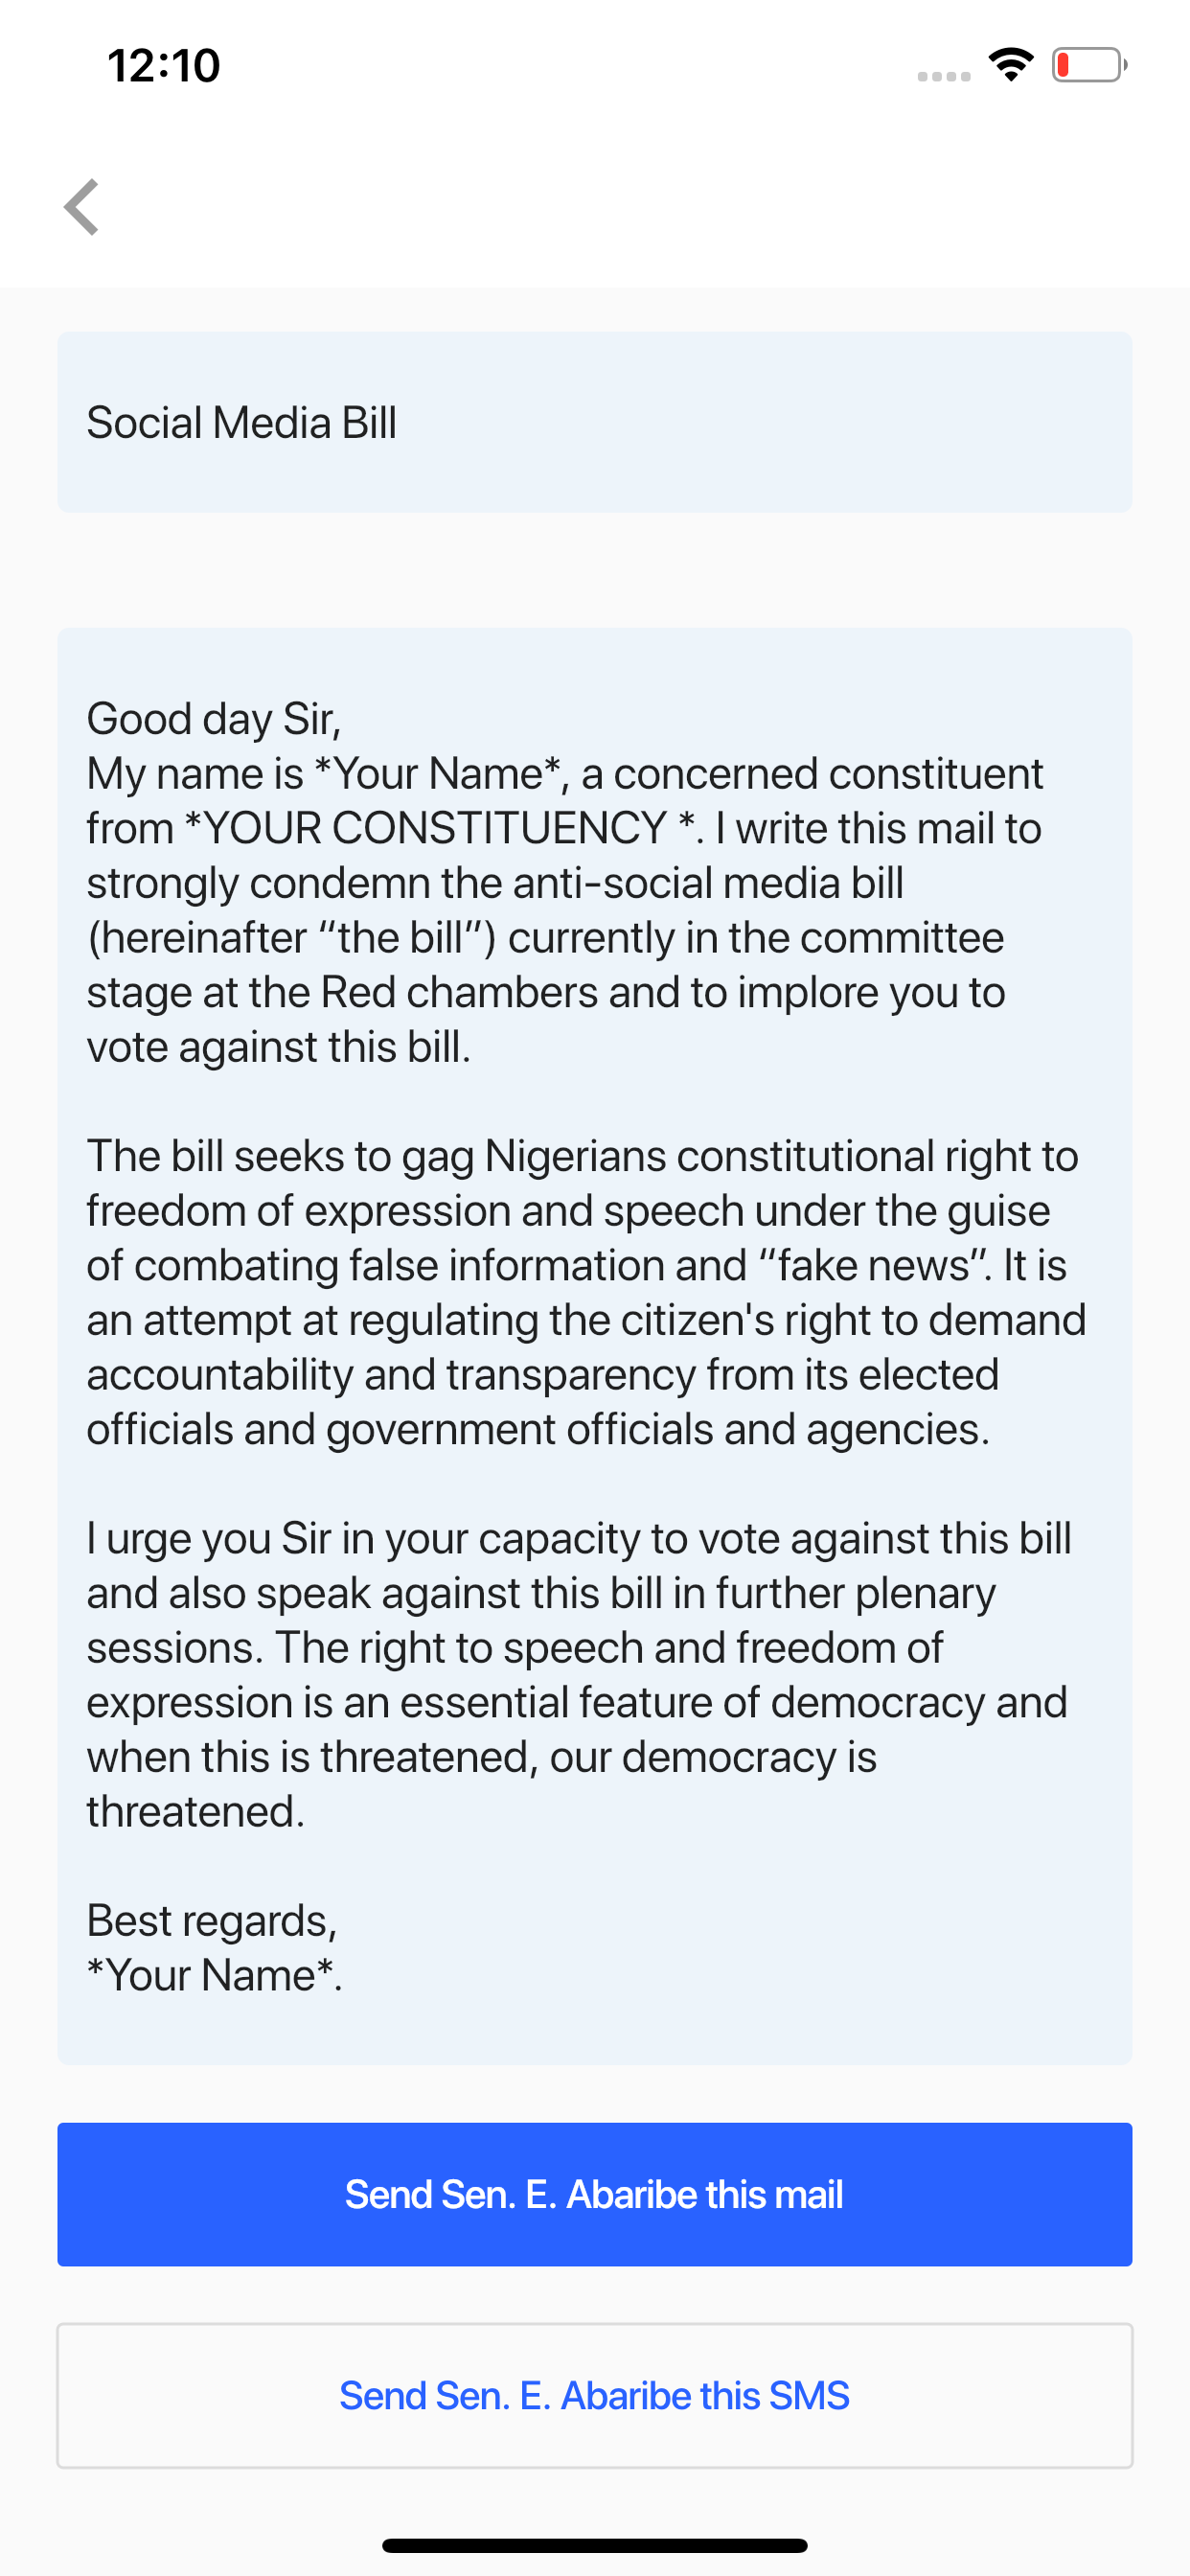 12:10
Social Media Bill
Good day Sir,
My name is *Your Name*, a concerned constituent
from *YOUR CONSTITUENCY *. I write this mail to
strongly condemn the anti-social media bill
(hereinafter “the bill”) currently in the committee
stage at the Red chambers and to implore you to
vote against this bill.
The bill seeks to gag Nigerians constitutional right to
freedom of expression and speech under the guise
of combating false information and “fake news”. It is
an attempt at regulating the citizen's right to demand
accountability and transparency from its elected
officials and government officials and agencies.
I urge you Sir in your capacity to vote against this bill
and also speak against this bill in further plenary
sessions. The right to speech and freedom of
expression is an essential feature of democracy and
when this is threatened, our democracy is
threatened.
Best regards,
*Your Name*.
Send Sen. E. Abaribe this mail
Send Sen. E. Abaribe this SMS